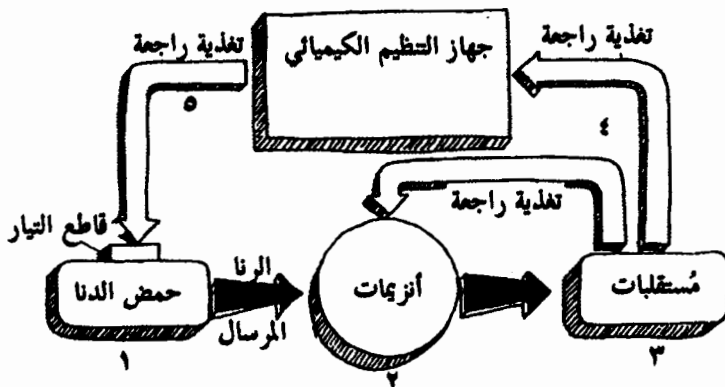 تغذية راجعة
جهاز التنظيم الكيميائي
تغذية راجعة
٥
٤
تغذية راجعة
قاطع التيار
حمض الدنا
الرنا
المرسال
أنزيمات
مُستقلبات
١
٢
٣